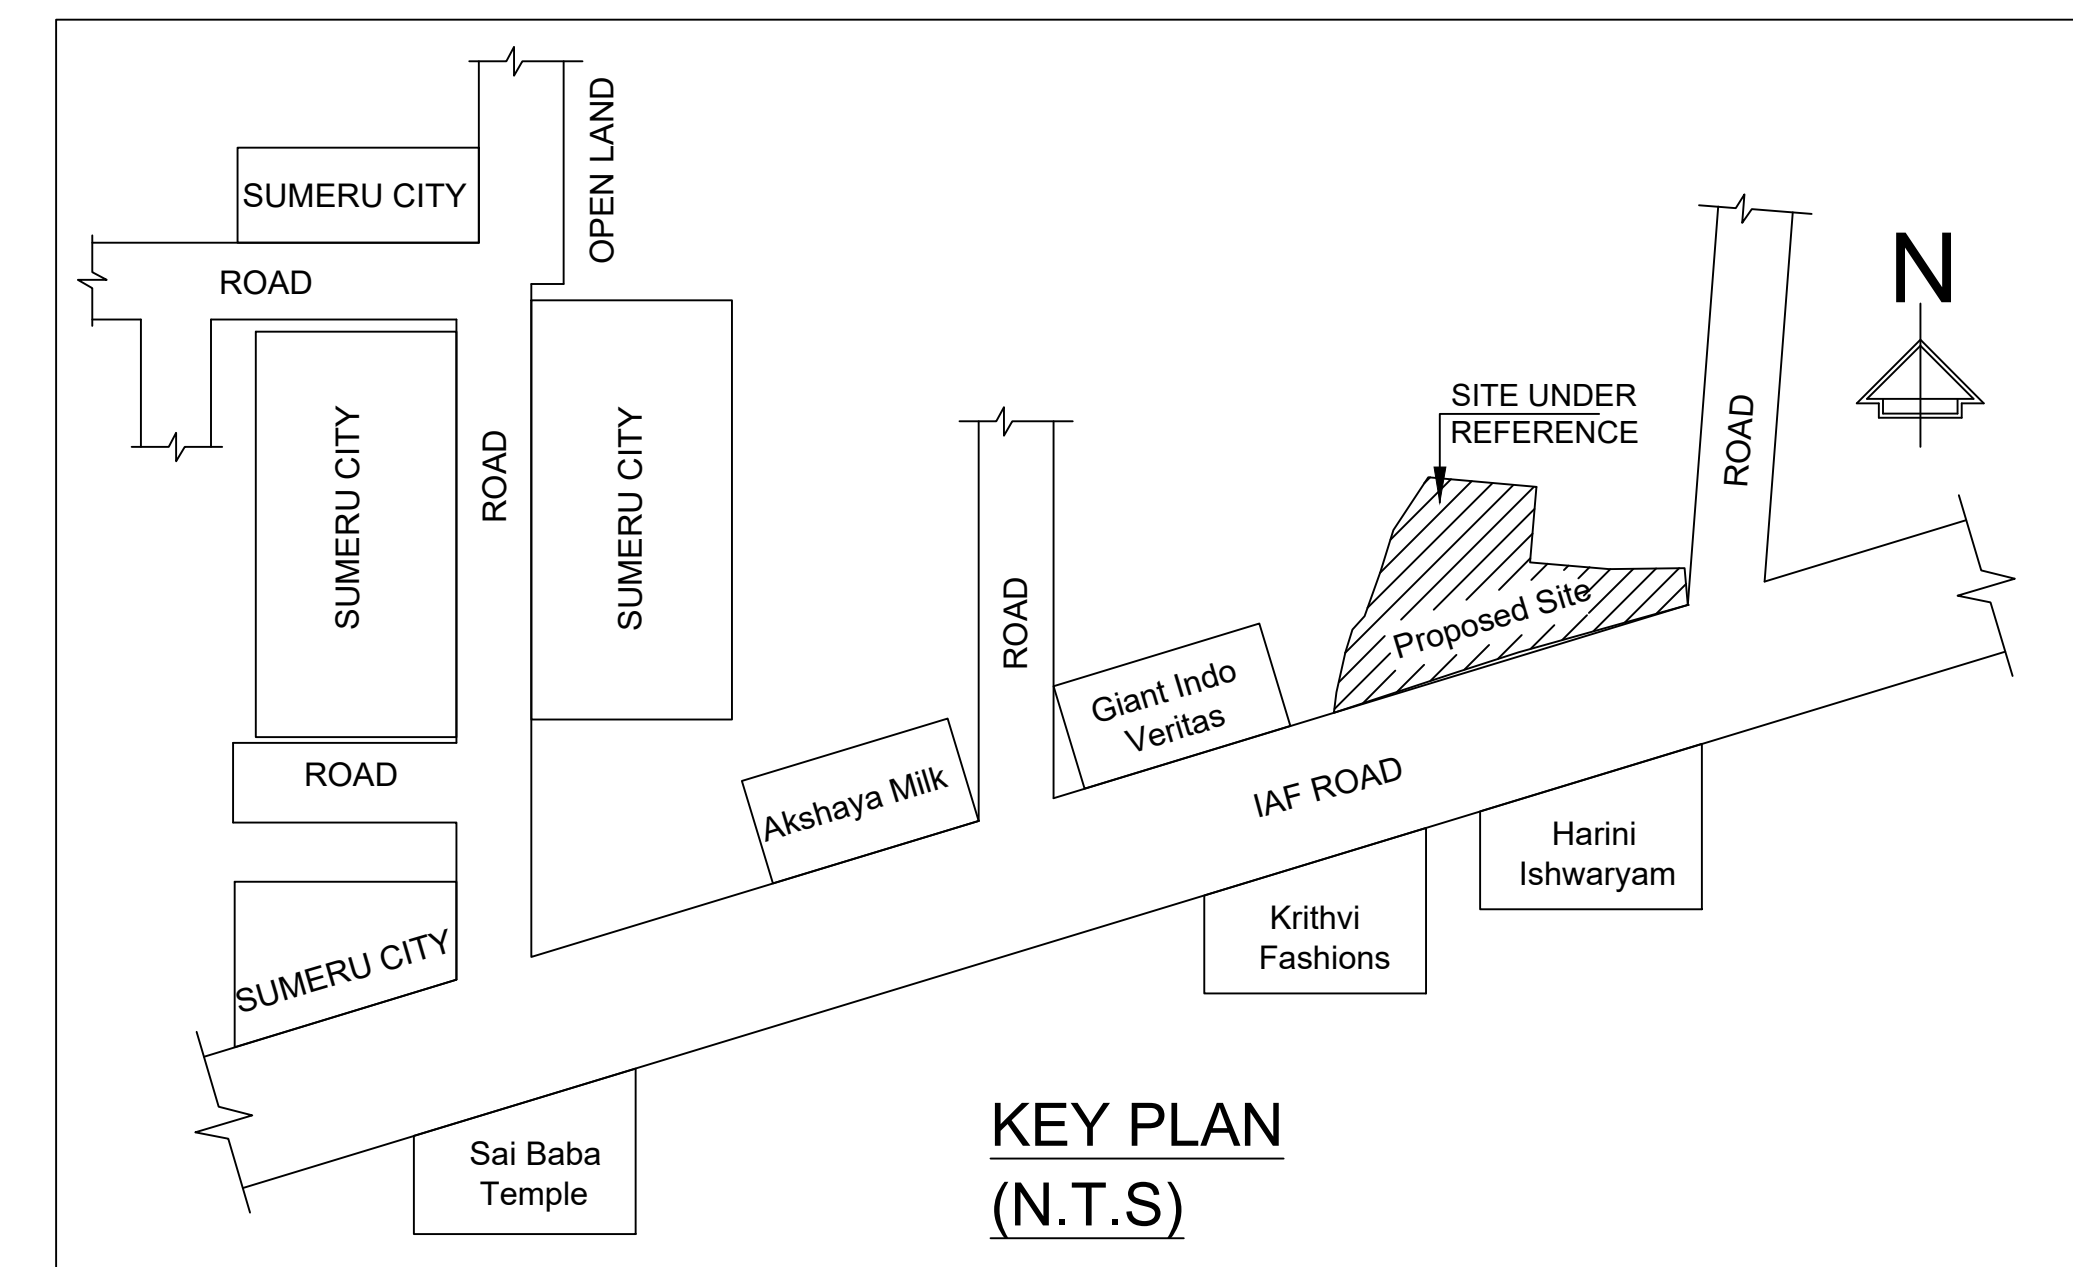 OPEN LAND
SUMERU CITY
ROAD
N
SITE UNDER
REFERENCE
ROAD
SUMERU CITY
ROAD
SUMERU CITY
ROAD
Proposed Site
Giant Indo
Veritas
ROAD
Akshaya Milk
IAF ROAD
Harini
Ishwaryam
Krithvi
Fashions
SUMERU CITY
Sai Baba
Temple
KEY PLAN
(N.T.S)